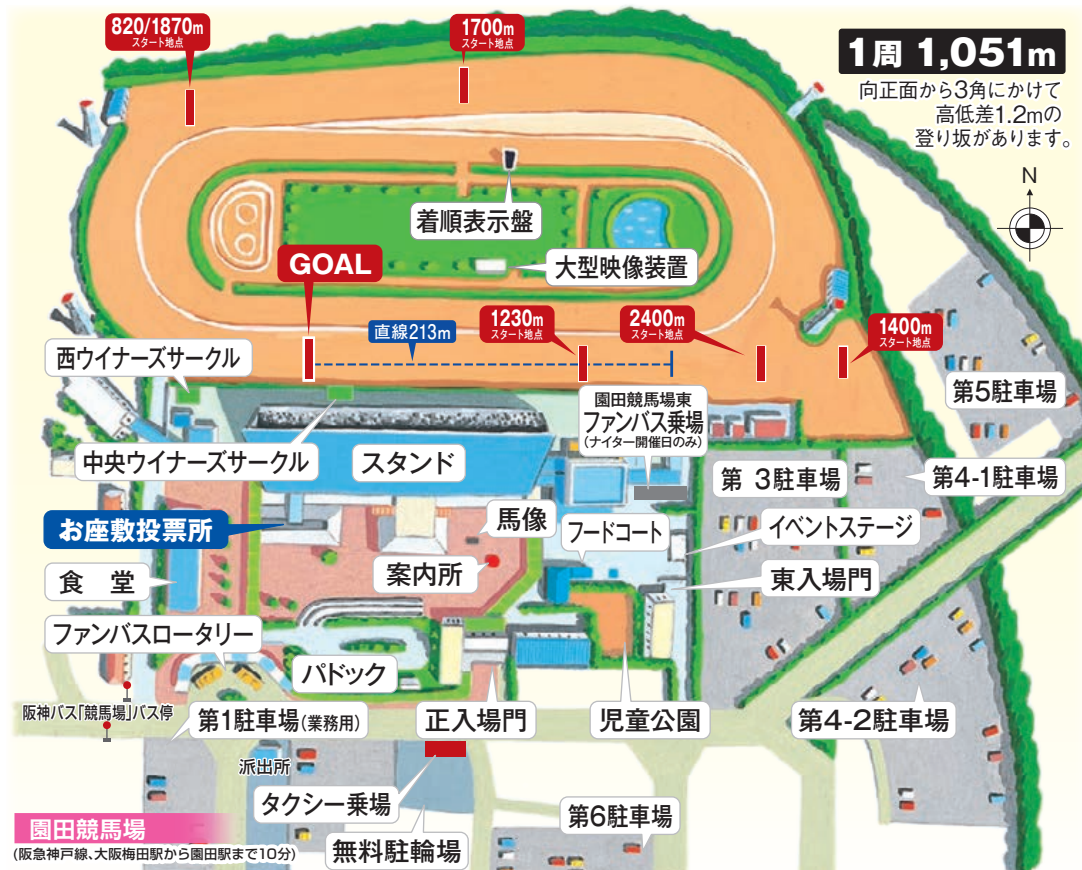 820/1870m
スタート地点
1700m
スタート地点
1周 1,051m
向正面から3角にかけて
高低差1.2mの
登り坂があります。
N
着順表示盤
大型映像装置
GOAL
直線213m
1230m
スタート地点
2400m
スタート地点
1400m
スタート地点
西ウイナーズサークル
第5駐車場
園田競馬場東
ファンバス乗場
(ナイター開催日のみ)
中央ウイナーズサークル
スタンド
第 3駐車場
第4-1駐車場
お座敷投票所
馬像
フードコート
イベントステージ
食 堂
案内所
東入場門
ファンバスロータリー
パドック
阪神バス「競馬場」バス停
第1駐車場(業務用)
正入場門
児童公園
第4-2駐車場
派出所
タクシー乗場
第6駐車場
無料駐輪場
園田競馬場
(阪急神戸線、大阪梅田駅から園田駅まで10分)